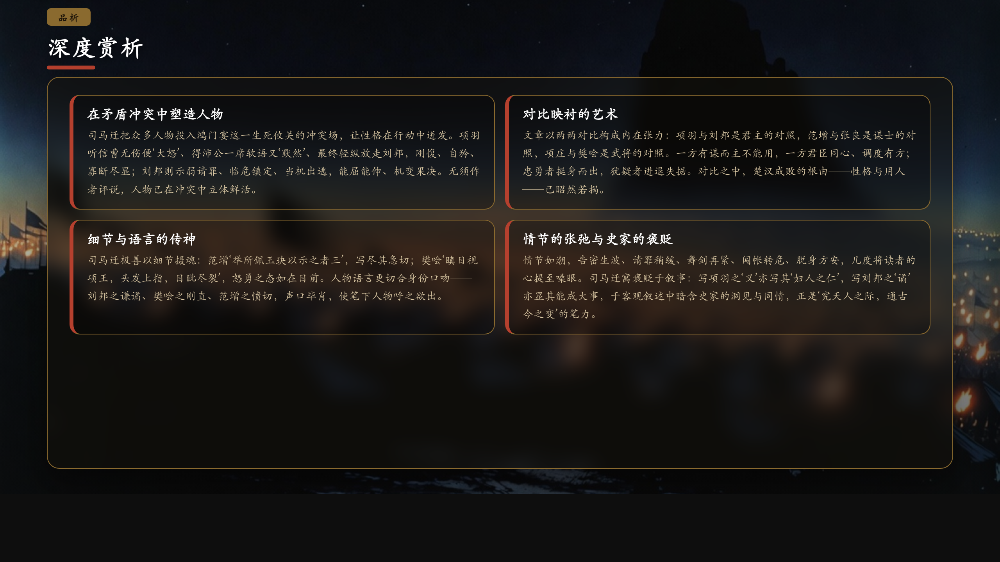 品析
深度赏析
在矛盾冲突中塑造人物
司马迁把众多人物投入鸿门宴这一生死攸关的冲突场，让性格在行动中迸发。项羽
听信曹无伤便‘大怒’、得沛公一席软语又‘默然’、最终轻纵放走刘邦，刚愎、自矜、
寡断尽显；刘邦则示弱请罪、临危镇定、当机出逃，能屈能伸、机变果决。无须作
者评说，人物已在冲突中立体鲜活。
对比映衬的艺术
文章以两两对比构成内在张力：项羽与刘邦是君主的对照，范增与张良是谋士的对
照，项庄与樊哙是武将的对照。一方有谋而主不能用，一方君臣同心、调度有方；
忠勇者挺身而出，犹疑者进退失据。对比之中，楚汉成败的根由——性格与用人
——已昭然若揭。
细节与语言的传神
司马迁极善以细节摄魂：范增‘举所佩玉玦以示之者三’，写尽其急切；樊哙‘瞋目视
项王，头发上指，目眦尽裂’，怒勇之态如在目前。人物语言更切合身份口吻——
刘邦之谦谲、樊哙之刚直、范增之愤切，声口毕肖，使笔下人物呼之欲出。
情节的张弛与史家的褒贬
情节如潮，告密生波、请罪稍缓、舞剑再紧、闯帐转危、脱身方安，几度将读者的
心提至嗓眼。司马迁寓褒贬于叙事：写项羽之‘义’亦写其‘妇人之仁’，写刘邦之‘谲’
亦显其能成大事，于客观叙述中暗含史家的洞见与同情，正是‘究天人之际，通古
今之变’的笔力。